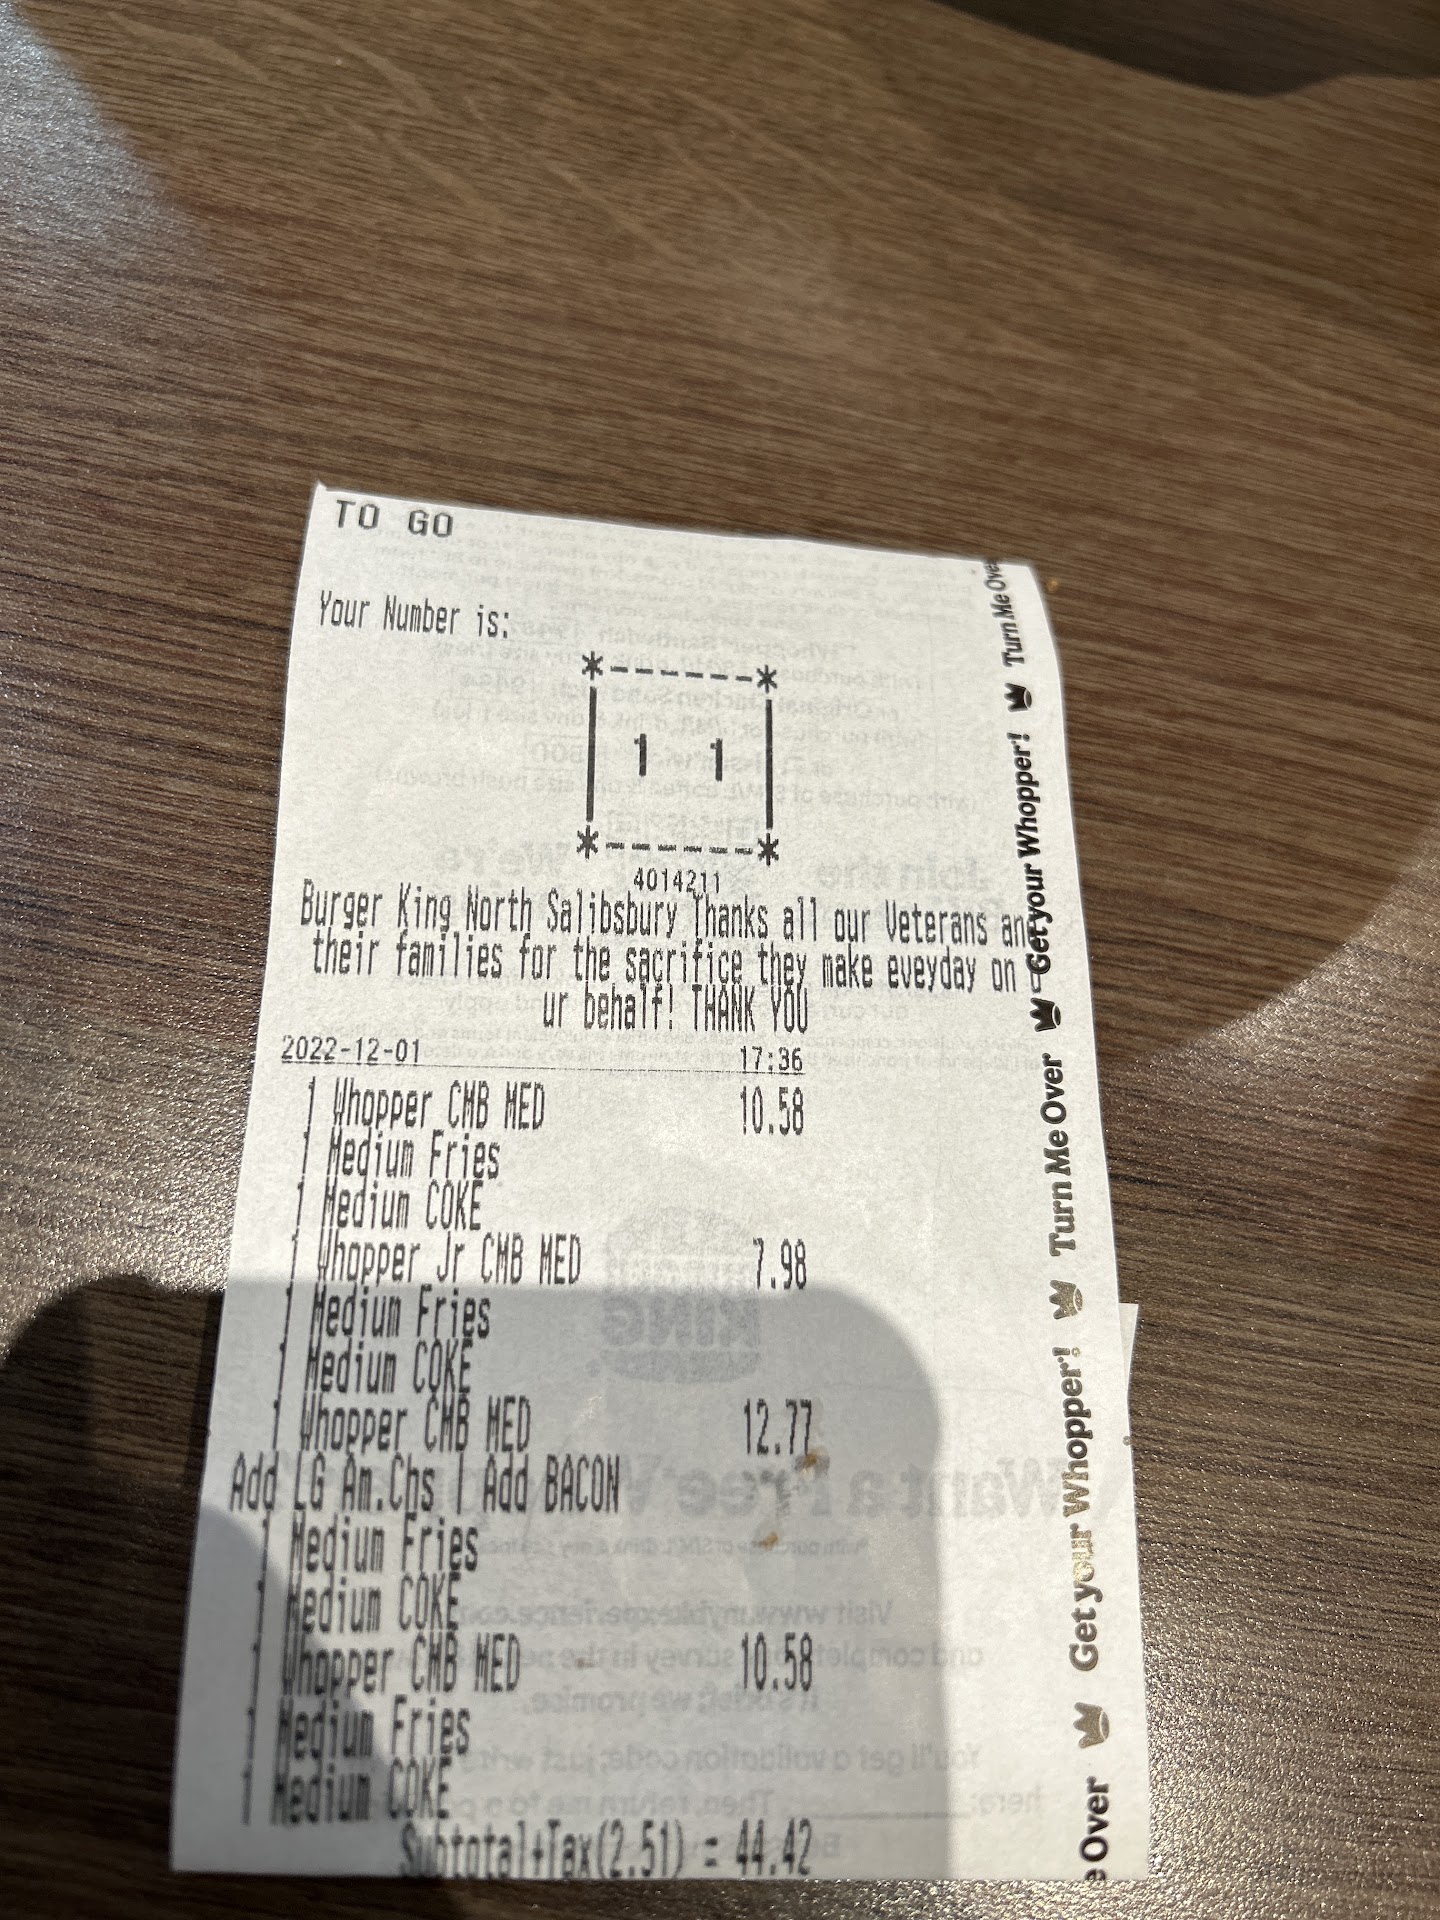 TO GO
Your Number is:
*------*
| 1 1 |
*------*
4014211
Burger King North Salibsbury Thanks all our Veterans and
their families for the sacrifice they make eveyday on
ur behalf! THANK YOU
2022-12-01 17:36
1 Whopper CMB MED 10.58
1 Medium Fries
1 Medium COKE
1 Whopper Jr CMB MED 7.98
1 Medium Fries
1 Medium COKE
1 Whopper CMB MED 12.77
Add LG Am.Chs | Add BACON
1 Medium Fries
1 Medium COKE
1 Whopper CMB MED 10.58
1 Medium Fries
1 Medium COKE
Subtotal+Tax(2.51) = 44.42
Turn Me Over
Get your Whopper!
Turn Me Over
Get your Whopper!
e Over